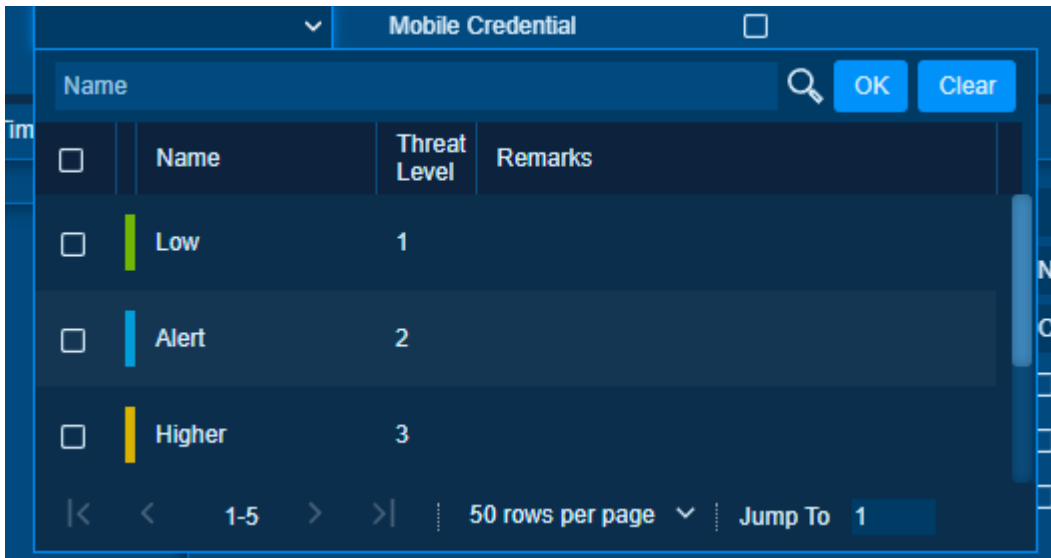 Mobile Credential
Name
OK
Clear
Name
Threat Level
Remarks
Low
1
Alert
2
Higher
3
1-5
50 rows per page
Jump To
1